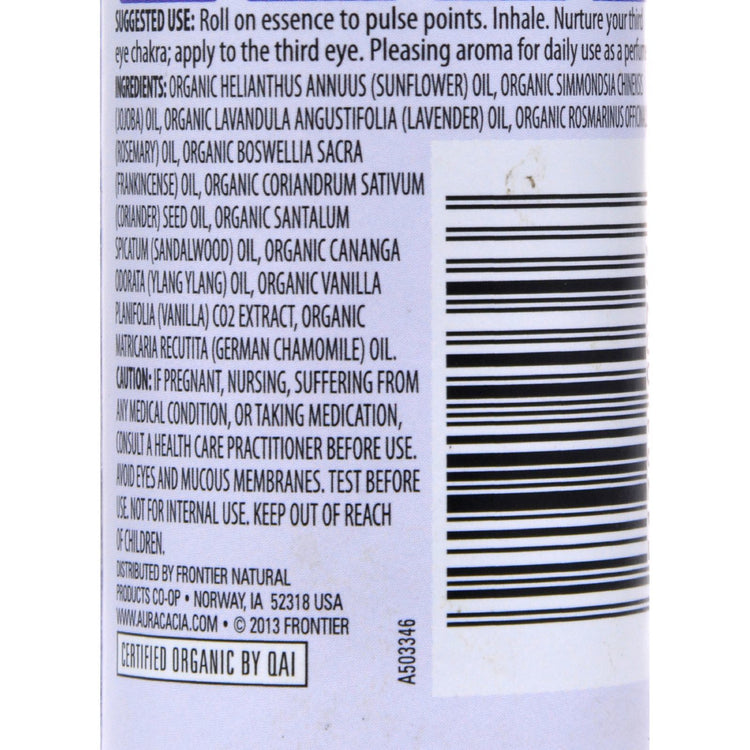 SUGGESTED USE: Roll on essence to pulse points. Inhale. Nurture your third
eye chakra; apply to the third eye. Pleasing aroma for daily use as a perfume
INGREDIENTS: ORGANIC HELIANTHUS ANNUUS (SUNFLOWER) OIL, ORGANIC SIMMONDSIA CHINENSIS
(JOJOBA) OIL, ORGANIC LAVANDULA ANGUSTIFOLIA (LAVENDER) OIL, ORGANIC ROSMARINUS
(ROSEMARY) OIL, ORGANIC BOSWELLIA SACRA
(FRANKINCENSE) OIL, ORGANIC CORIANDRUM SATIVUM
(CORIANDER) SEED OIL, ORGANIC SANTALUM
SPICATUM (SANDALWOOD) OIL, ORGANIC CANANGA
ODORATA (YLANG YLANG) OIL, ORGANIC VANILLA
PLANIFOLIA (VANILLA) CO2 EXTRACT, ORGANIC
MATRICARIA RECUTITA (GERMAN CHAMOMILE) OIL.
CAUTION: IF PREGNANT, NURSING, SUFFERING FROM
ANY MEDICAL CONDITION, OR TAKING MEDICATION,
CONSULT A HEALTH CARE PRACTITIONER BEFORE USE.
AVOID EYES AND MUCOUS MEMBRANES. TEST BEFORE
USE. NOT FOR INTERNAL USE. KEEP OUT OF REACH
OF CHILDREN.
DISTRIBUTED BY FRONTIER NATURAL
PRODUCTS CO-OP • NORWAY, IA 52318 USA
WWW.AURACACIA.COM • © 2013 FRONTIER
CERTIFIED ORGANIC BY QAI
A503346